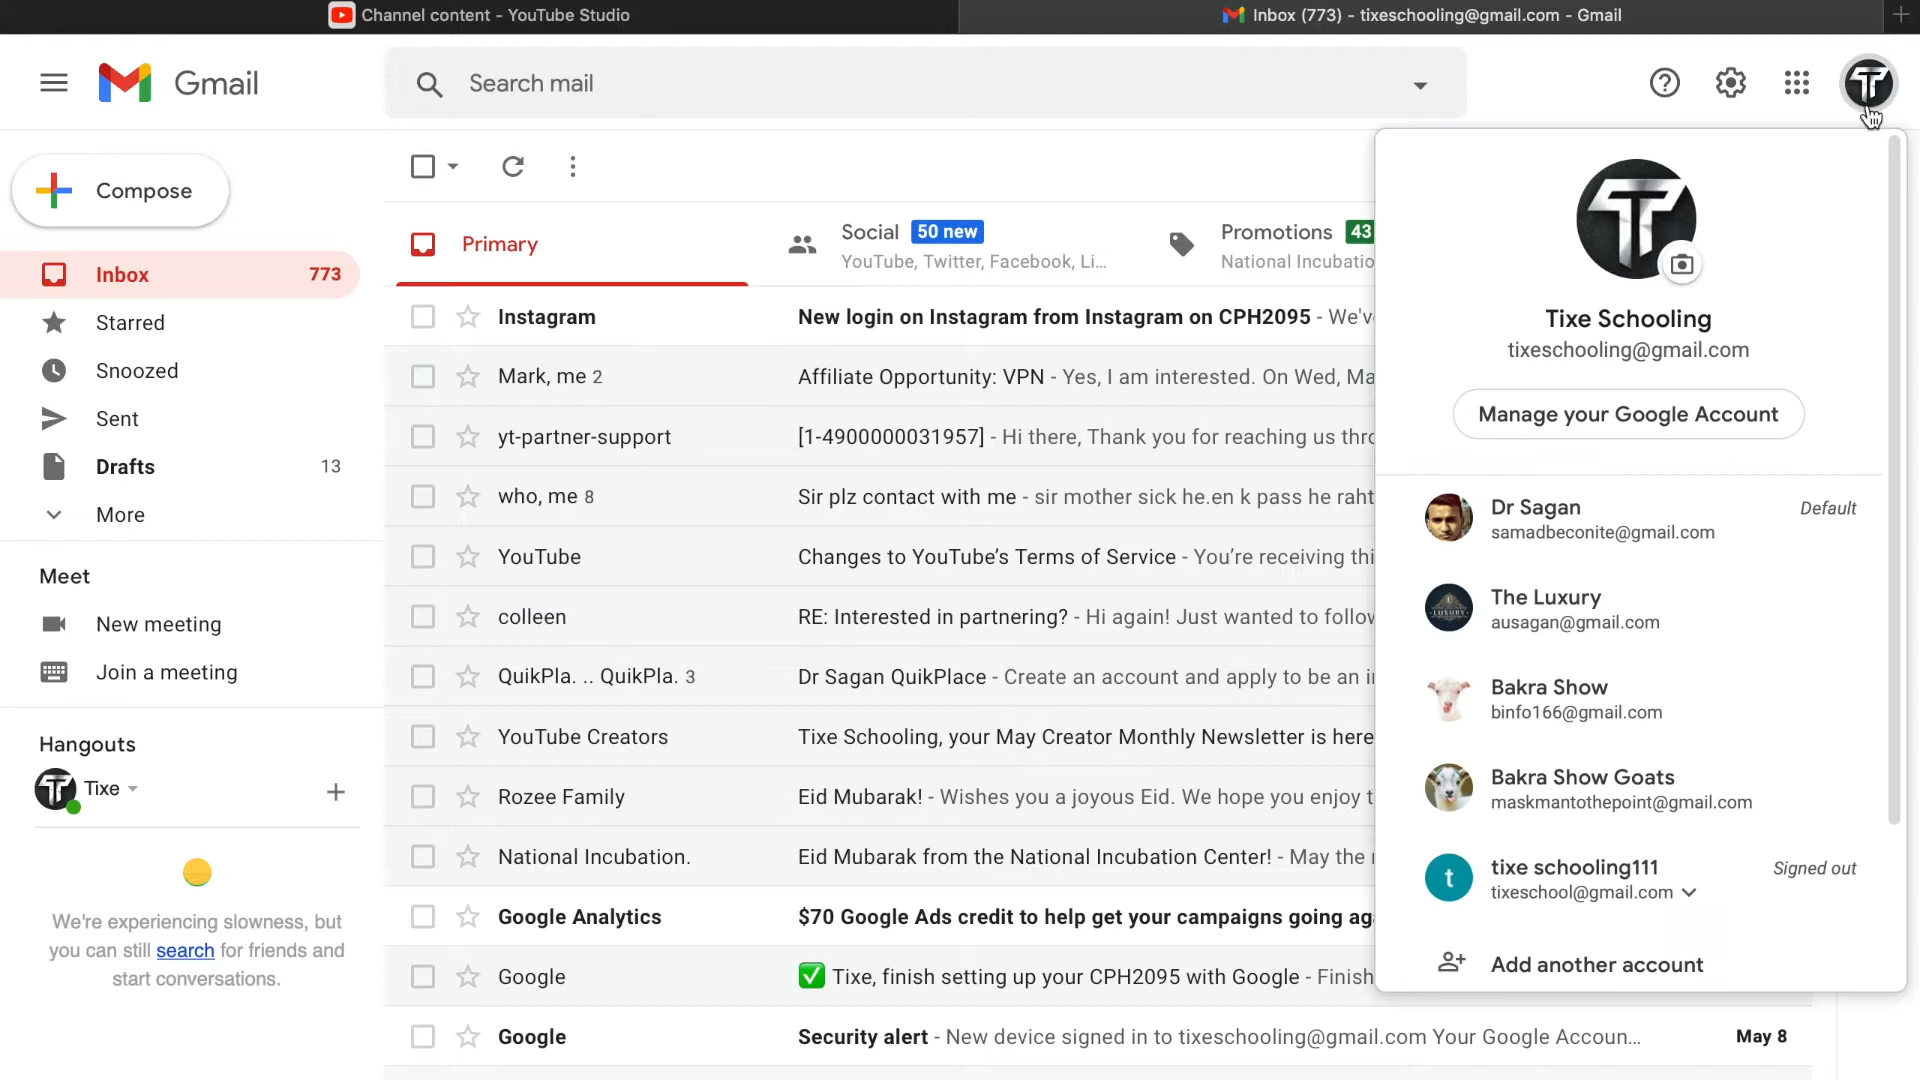 Channel content - YouTube Studio
Inbox (773) - tixeschooling@gmail.com - Gmail
Gmail
Search mail
Compose
Inbox 773
Starred
Snoozed
Sent
Drafts 13
More
Meet
New meeting
Join a meeting
Hangouts
Tixe
We're experiencing slowness, but
you can still search for friends and
start conversations.
Primary
Social 50 new
YouTube, Twitter, Facebook, Li...
Promotions 43
National Incubatio
Instagram New login on Instagram from Instagram on CPH2095 - We'v
Mark, me 2 Affiliate Opportunity: VPN - Yes, I am interested. On Wed, Ma
yt-partner-support [1-4900000031957] - Hi there, Thank you for reaching us thro
who, me 8 Sir plz contact with me - sir mother sick he.en k pass he raht
YouTube Changes to YouTube's Terms of Service - You're receiving thi
colleen RE: Interested in partnering? - Hi again! Just wanted to follov
QuikPla. .. QuikPla. 3 Dr Sagan QuikPlace - Create an account and apply to be an i
YouTube Creators Tixe Schooling, your May Creator Monthly Newsletter is here
Rozee Family Eid Mubarak! - Wishes you a joyous Eid. We hope you enjoy t
National Incubation. Eid Mubarak from the National Incubation Center! - May the
Google Analytics $70 Google Ads credit to help get your campaigns going ag
Google ✅ Tixe, finish setting up your CPH2095 with Google - Finish
Google Security alert - New device signed in to tixeschooling@gmail.com Your Google Accoun... May 8
Tixe Schooling
tixeschooling@gmail.com
Manage your Google Account
Dr Sagan Default
samadbeconite@gmail.com
The Luxury
ausagan@gmail.com
Bakra Show
binfo166@gmail.com
Bakra Show Goats
maskmantothepoint@gmail.com
t
tixe schooling111 Signed out
tixeschool@gmail.com
Add another account